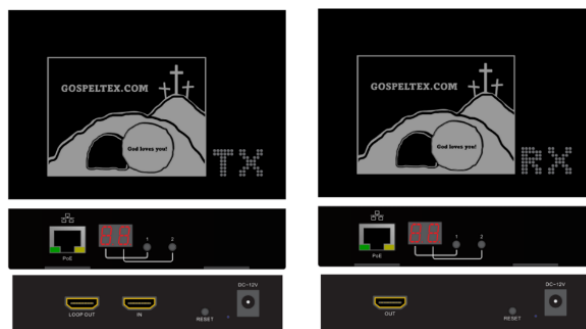 GOSPELTEX.COM
God loves you!
TX
PoE
1
2
LOOP OUT
IN
RESET
DC-12V
GOSPELTEX.COM
God loves you!
RX
PoE
1
2
OUT
RESET
DC-12V